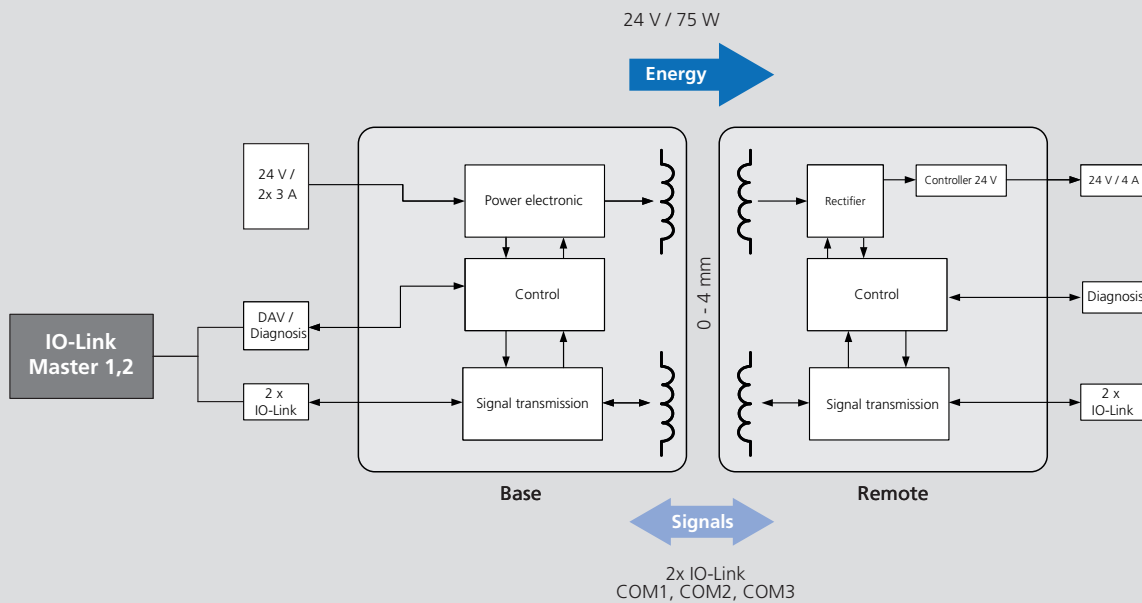 24 V / 75 W
Energy
24 V /
2x 3 A
Power electronic
Rectifier
Controller 24 V
24 V / 4 A
0 - 4 mm
Control
Control
DAV /
Diagnosis
Diagnosis
IO-Link
Master 1,2
2 x
IO-Link
Signal transmission
Signal transmission
2 x
IO-Link
Base
Remote
Signals
2x IO-Link
COM1, COM2, COM3